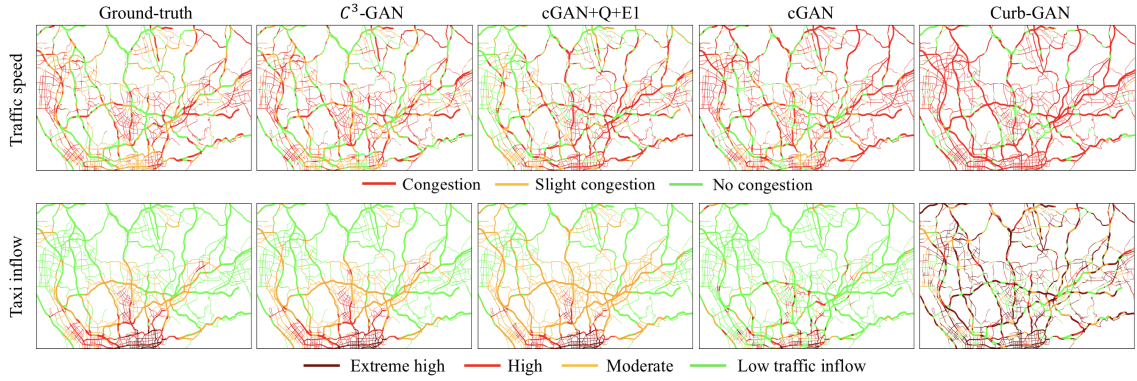 Ground-truth
C³-GAN
cGAN+Q+E1
cGAN
Curb-GAN
Traffic speed
Congestion Slight congestion No congestion
Taxi inflow
Extreme high High Moderate Low traffic inflow